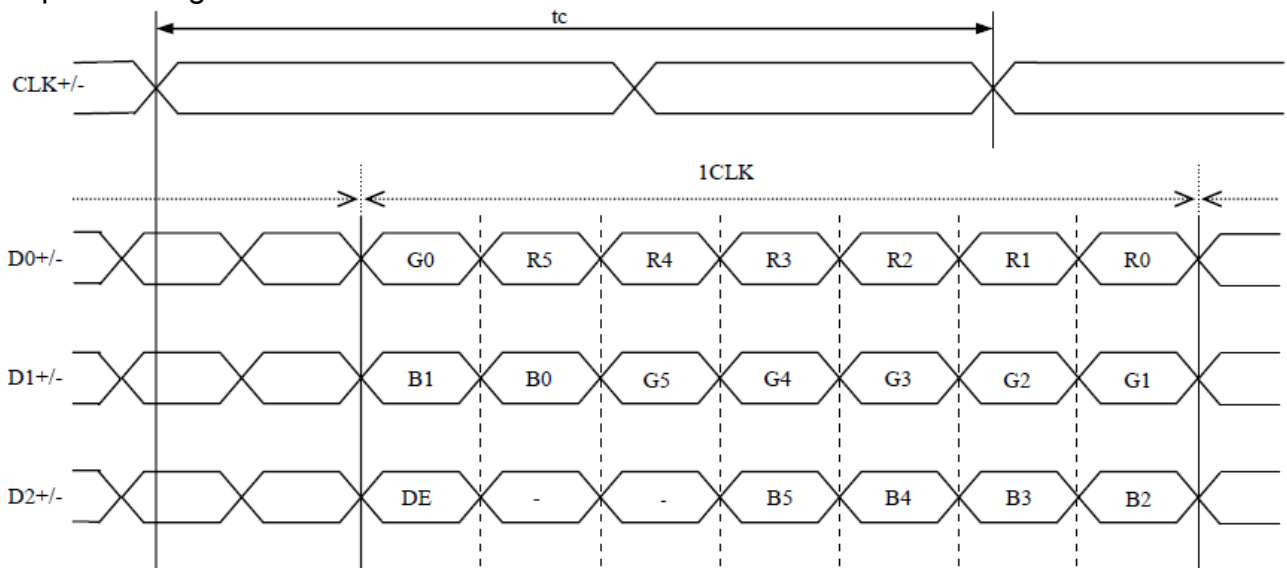 tc
CLK+/-
1CLK
D0+/- G0 R5 R4 R3 R2 R1 R0
D1+/- B1 B0 G5 G4 G3 G2 G1
D2+/- DE - - B5 B4 B3 B2